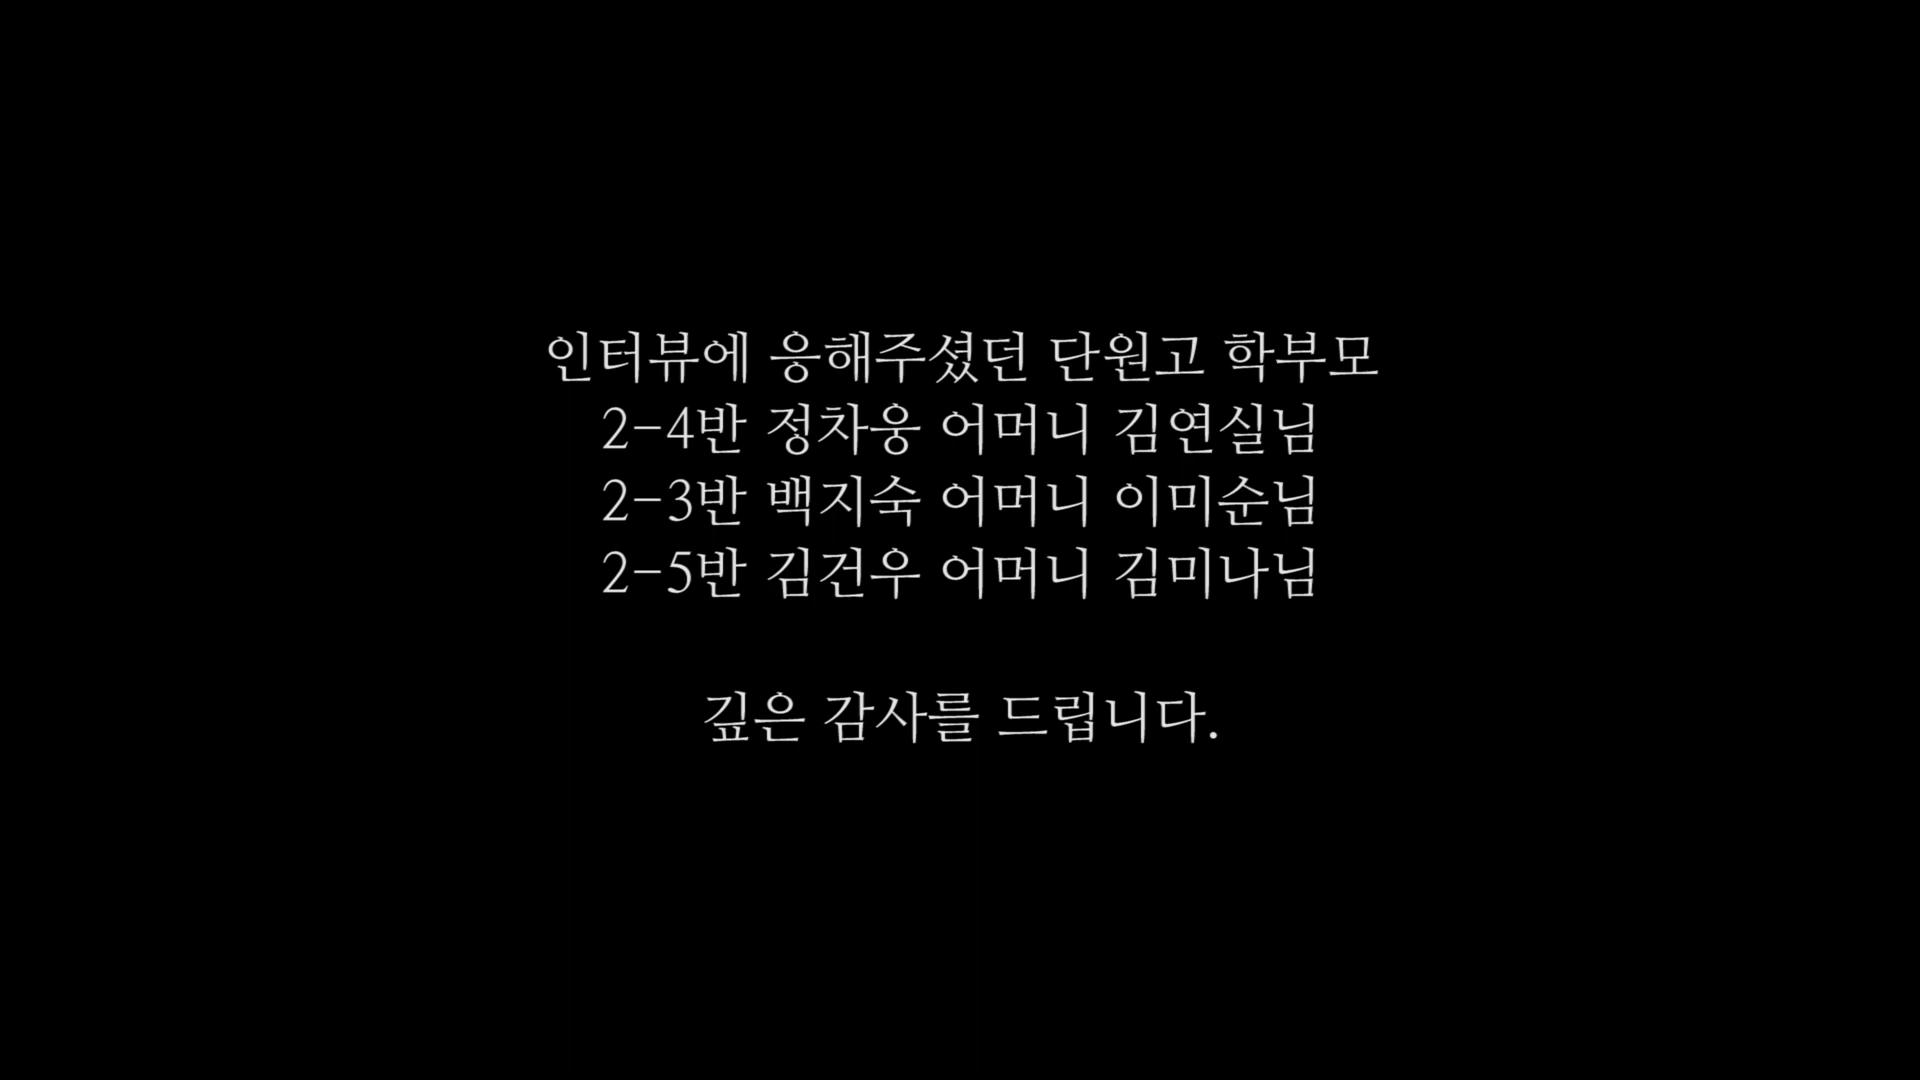 인터뷰에 응해주셨던 단원고 학부모
2-4반 정차웅 어머니 김연실님
2-3반 백지숙 어머니 이미순님
2-5반 김건우 어머니 김미나님
깊은 감사를 드립니다.